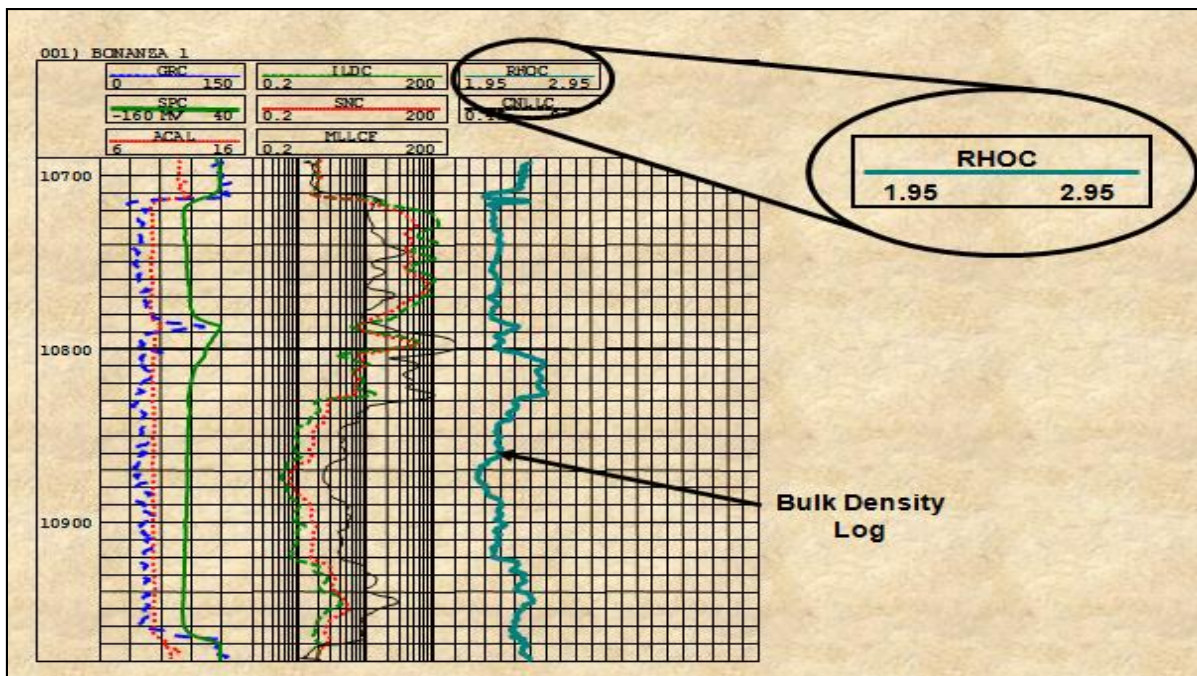 001) BONANZA 1
GRC
0 150
ILDC
0.2 200
RHOC
1.95 2.95
SPC
-160 MV 40
SNC
0.2 200
CNLLC
ACAL
6 16
MLLCF
0.2 200
RHOC
1.95 2.95
10700
10800
10900
Bulk Density
Log